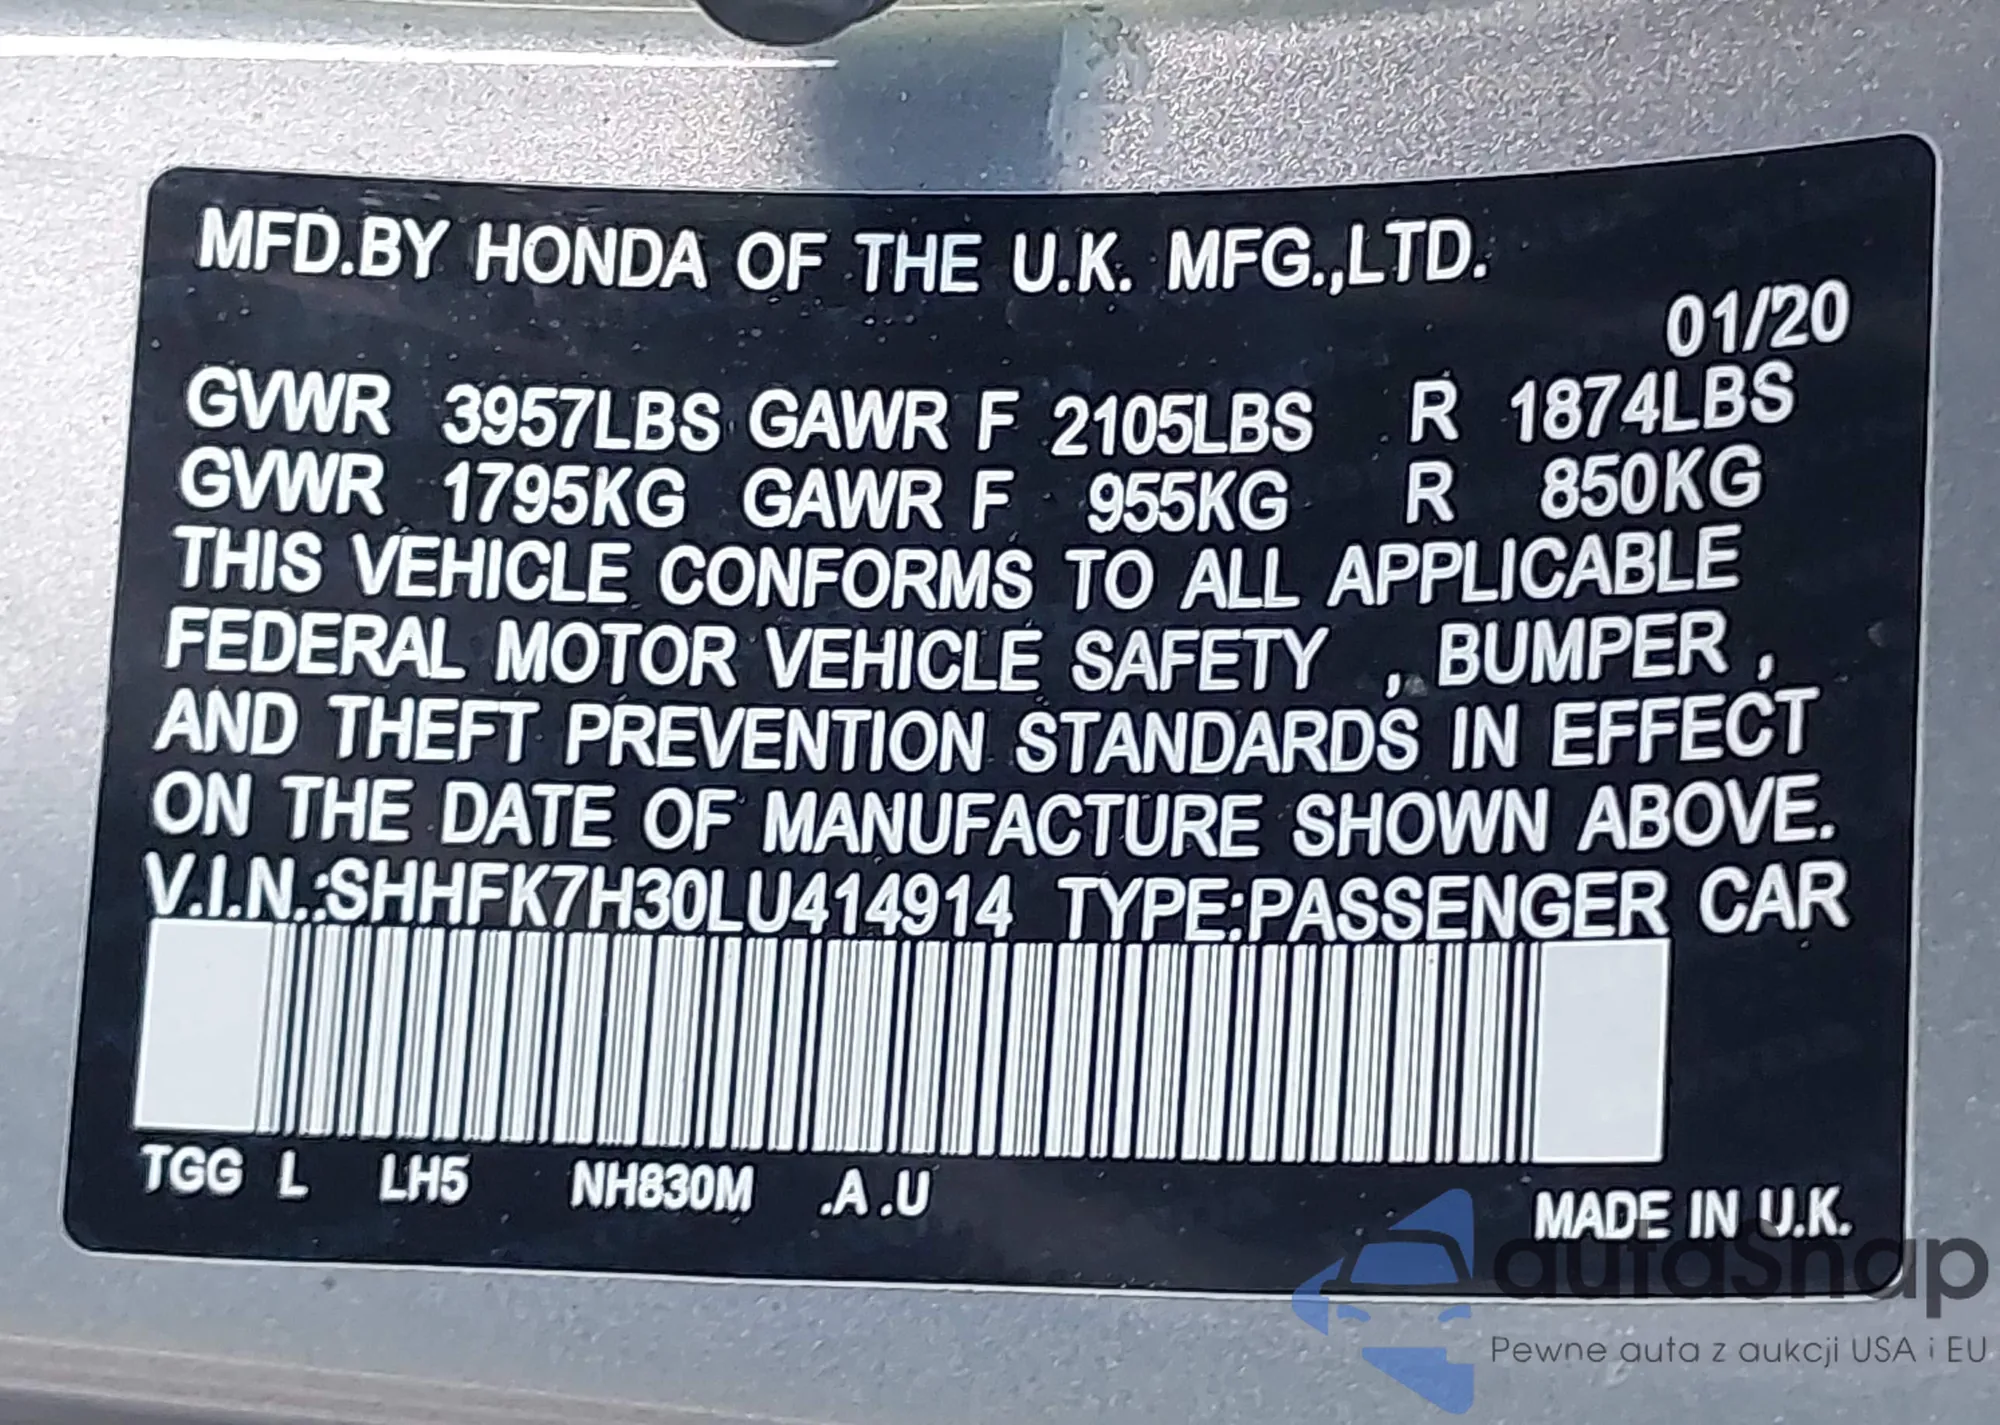 MFD.BY HONDA OF THE U.K. MFG.,LTD.
01/20
GVWR 3957LBS GAWR F 2105LBS R 1874LBS
GVWR 1795KG GAWR F 955KG R 850KG
THIS VEHICLE CONFORMS TO ALL APPLICABLE
FEDERAL MOTOR VEHICLE SAFETY , BUMPER ,
AND THEFT PREVENTION STANDARDS IN EFFECT
ON THE DATE OF MANUFACTURE SHOWN ABOVE.
V.I.N.:SHHFK7H30LU414914 TYPE:PASSENGER CAR
TGG L LH5 NH830M .A .U
MADE IN U.K.
autaSnap
Pewne auta z aukcji USA i EU